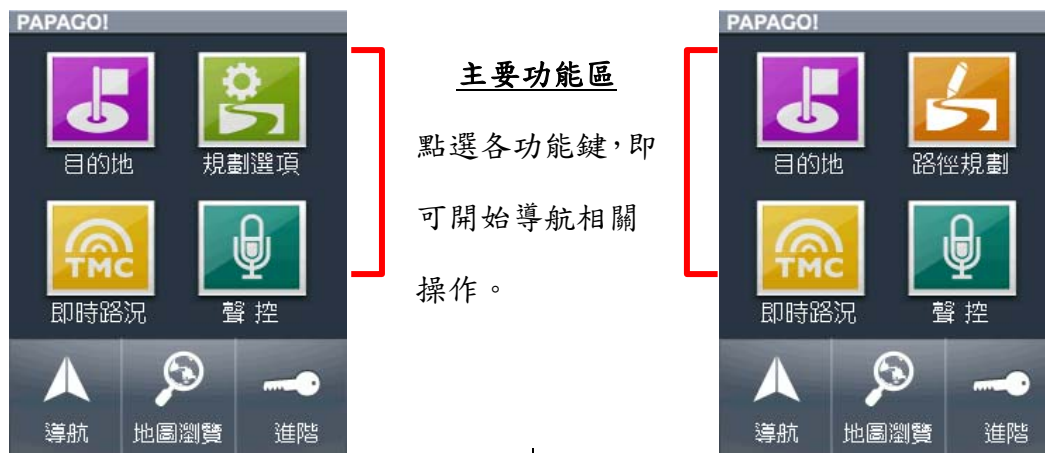 PAPAGO!
目的地
規劃選項
TMC
即時路況
聲控
導航
地圖瀏覽
進階
主要功能區
點選各功能鍵，即
可開始導航相關
操作。
PAPAGO!
目的地
路徑規劃
TMC
即時路況
聲控
導航
地圖瀏覽
進階